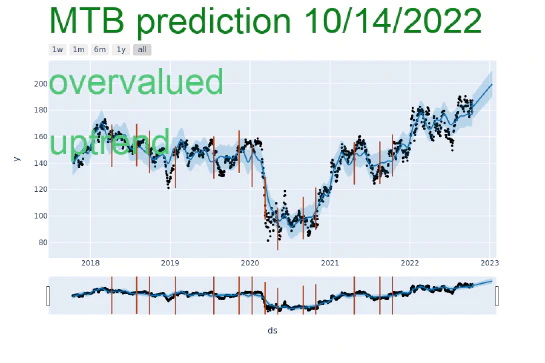 MTB prediction 10/14/2022
1w 1m 6m 1y all
overvalued
uptrend
200
180
160
140
120
100
80
y
2018 2019 2020 2021 2022 2023
ds